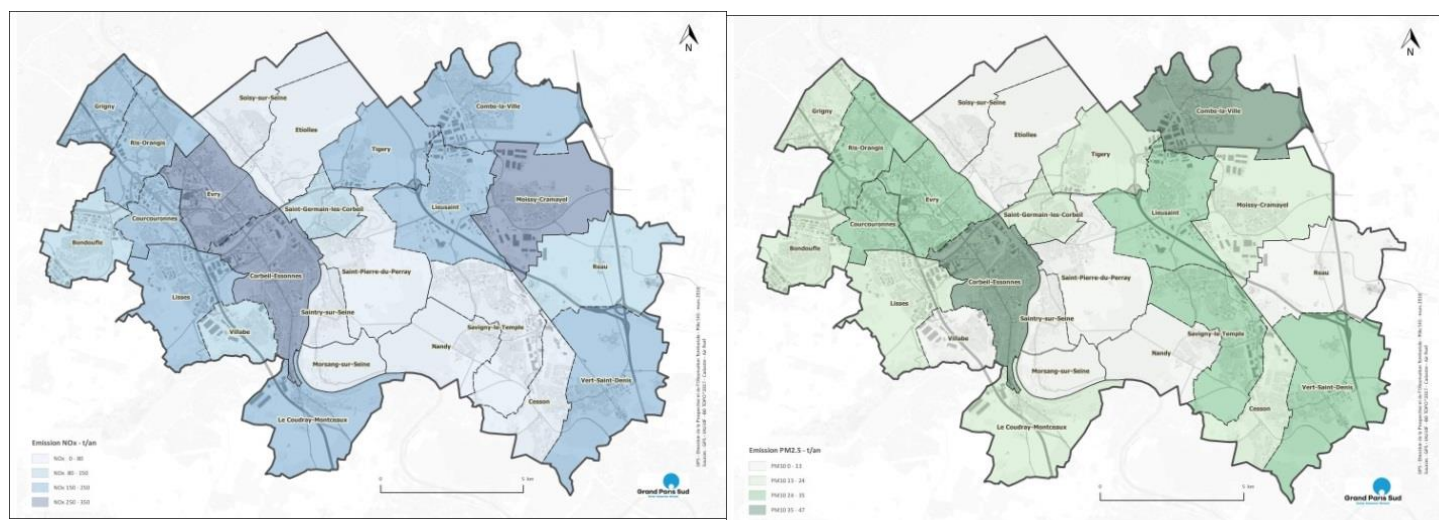 N
Grigny
Soisy-sur-Seine
Combs-la-Ville
Etiolles
Ris-Orangis
Tigery
Evry
Saint-Germain-les-Corbeil
Lieusaint
Moissy-Cramayel
Courcouronnes
Bondoufle
Corbeil-Essonnes
Saint-Pierre-du-Perray
Réau
Lisses
Saintry-sur-Seine
Villabé
Savigny-le-Temple
Nandy
Morsang-sur-Seine
Vert-Saint-Denis
Cesson
Le Coudray-Montceaux
Emission NOx - t/an
NOx 0 - 80
NOx 80 - 150
NOx 150 - 250
NOx 250 - 350
0
5 km
Grand Paris Sud
N
Grigny
Soisy-sur-Seine
Combs-la-Ville
Etiolles
Ris-Orangis
Tigery
Evry
Saint-Germain-les-Corbeil
Lieusaint
Moissy-Cramayel
Courcouronnes
Bondoufle
Corbeil-Essonnes
Saint-Pierre-du-Perray
Réau
Lisses
Saintry-sur-Seine
Villabé
Savigny-le-Temple
Nandy
Morsang-sur-Seine
Vert-Saint-Denis
Cesson
Le Coudray-Montceaux
Emission PM2.5 - t/an
PM10 0 - 13
PM10 13 - 24
PM10 24 - 35
PM10 35 - 47
0
5 km
Grand Paris Sud